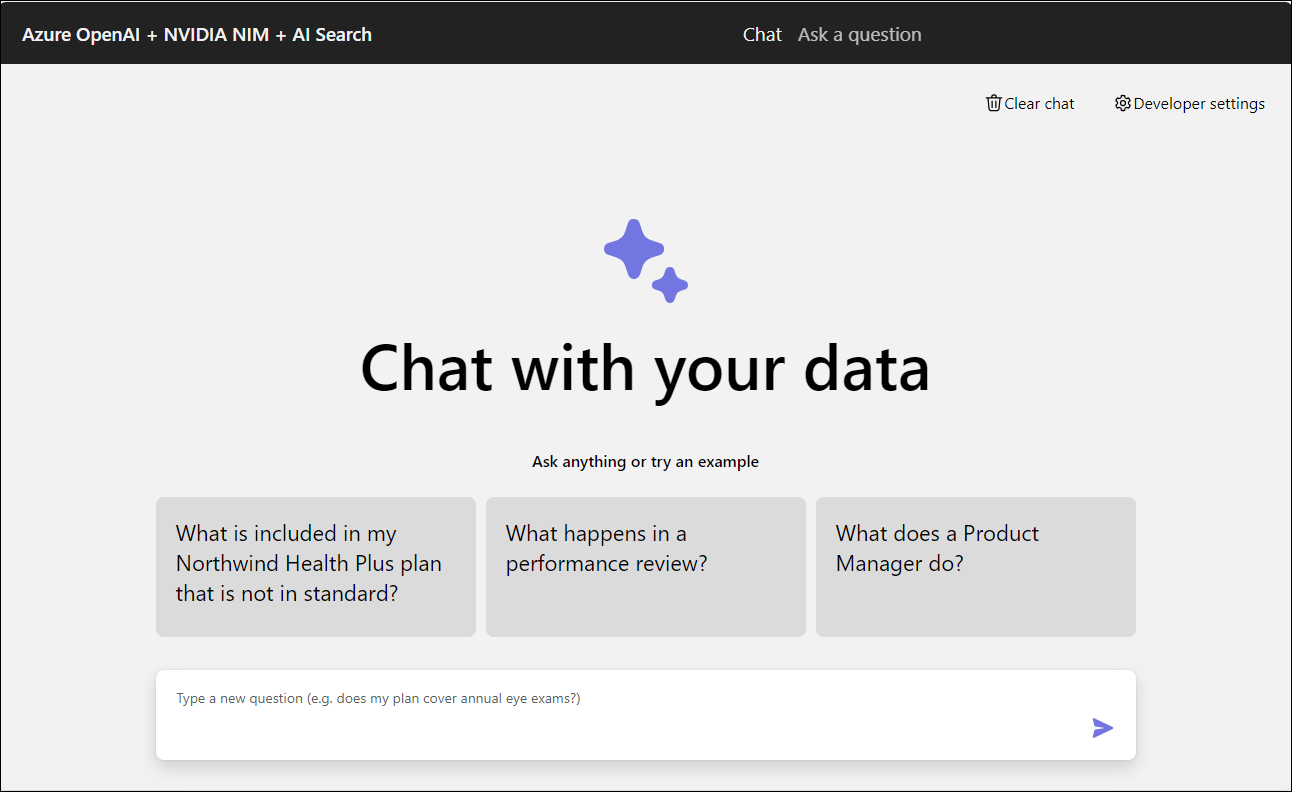 Azure OpenAI + NVIDIA NIM + AI Search
Chat
Ask a question
Clear chat
Developer settings
Chat with your data
Ask anything or try an example
What is included in my
Northwind Health Plus plan
that is not in standard?
What happens in a
performance review?
What does a Product
Manager do?
Type a new question (e.g. does my plan cover annual eye exams?)